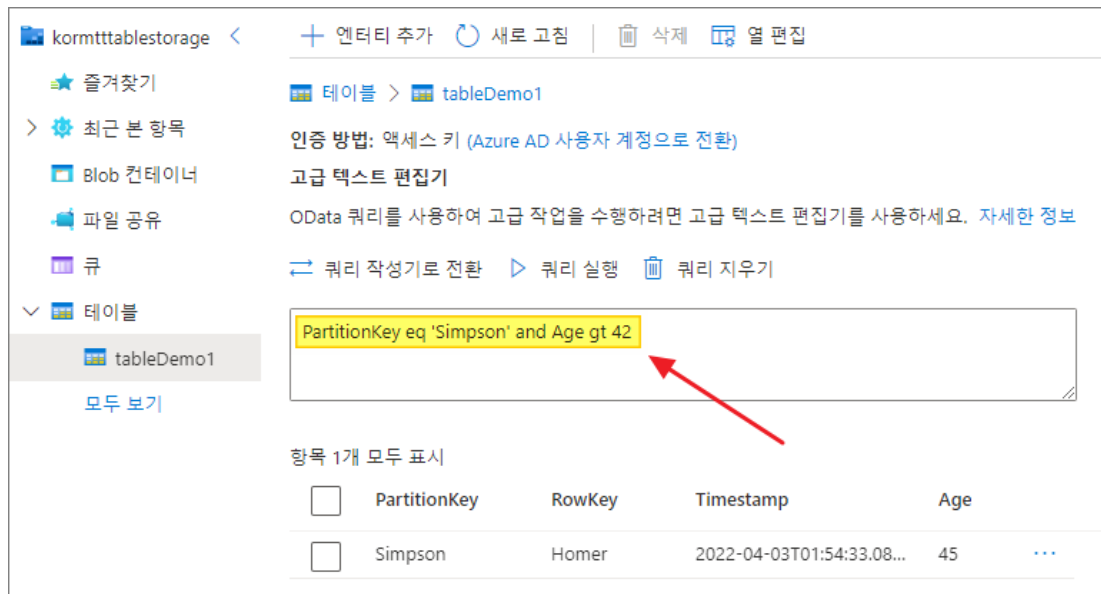 kormtttablestorage
엔터티 추가 새로 고침 삭제 열 편집
즐겨찾기
최근 본 항목
Blob 컨테이너
파일 공유
큐
테이블
tableDemo1
모두 보기
테이블 > tableDemo1
인증 방법: 액세스 키 (Azure AD 사용자 계정으로 전환)
고급 텍스트 편집기
OData 쿼리를 사용하여 고급 작업을 수행하려면 고급 텍스트 편집기를 사용하세요. 자세한 정보
쿼리 작성기로 전환 쿼리 실행 쿼리 지우기
PartitionKey eq 'Simpson' and Age gt 42
항목 1개 모두 표시
PartitionKey RowKey Timestamp Age
Simpson Homer 2022-04-03T01:54:33.08... 45 ...